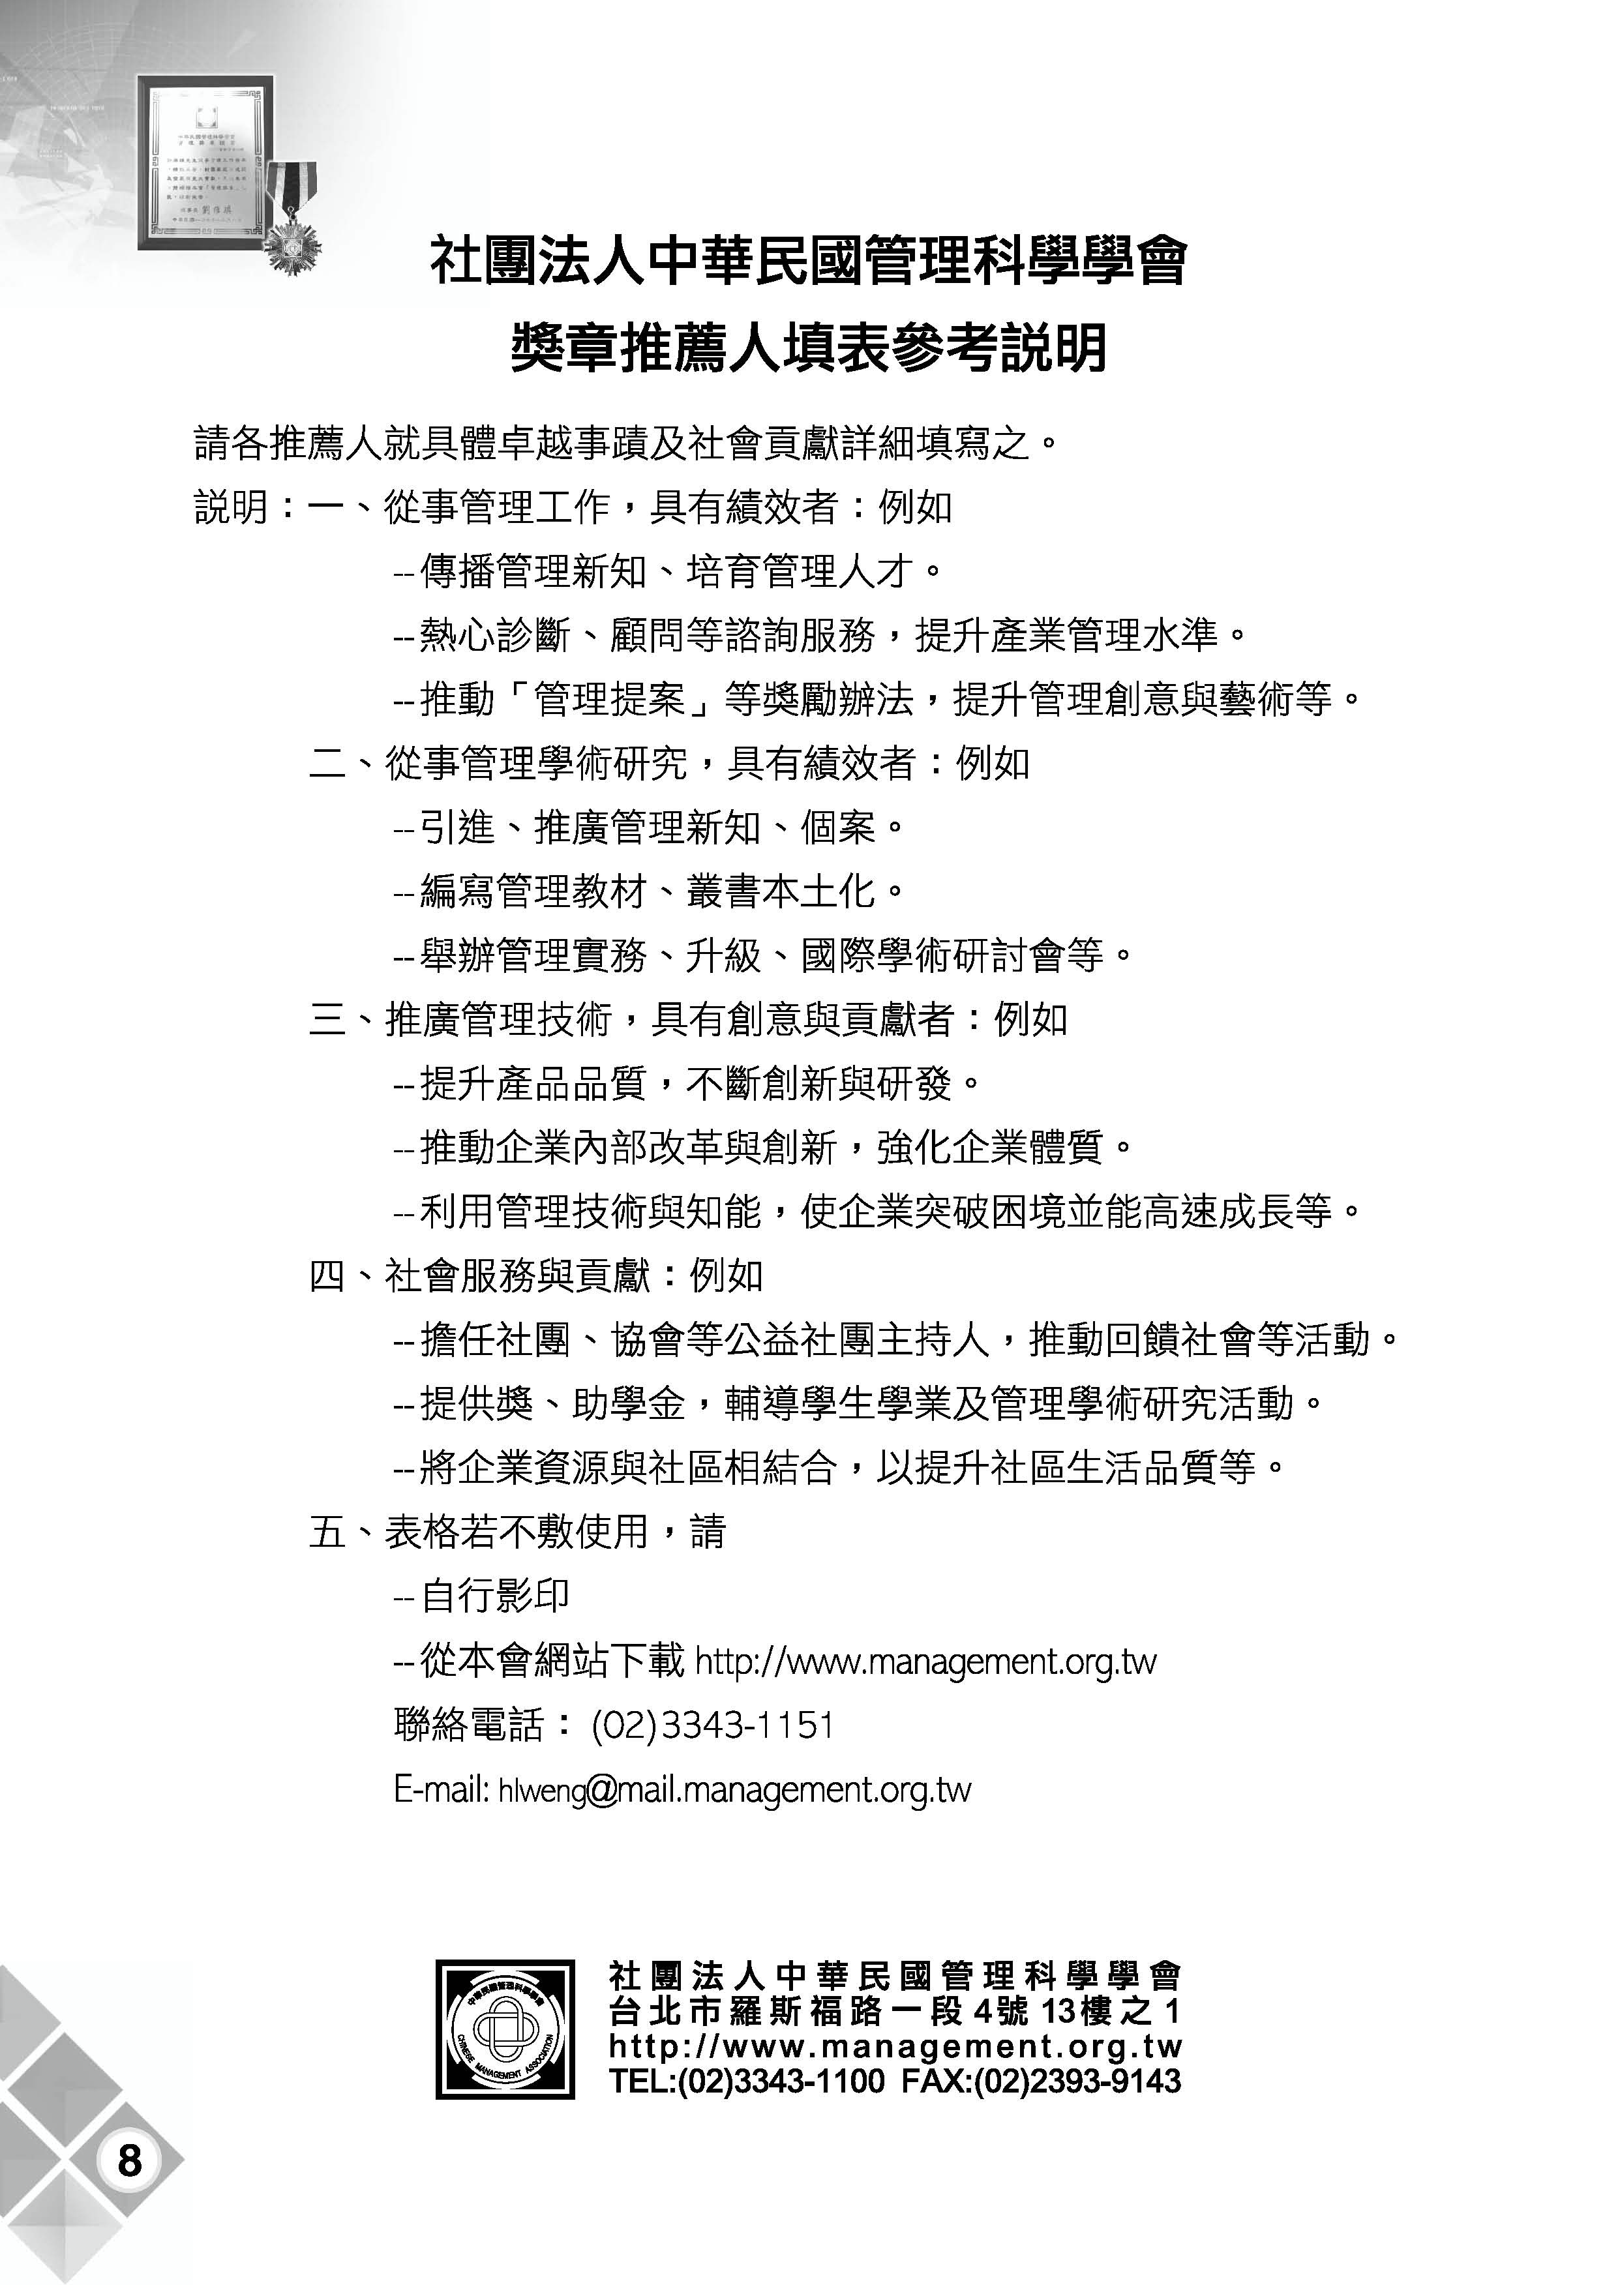 社團法人中華民國管理科學學會
獎章推薦人填表參考説明
請各推薦人就具體卓越事蹟及社會貢獻詳細填寫之。
説明：一、從事管理工作，具有績效者：例如
--傳播管理新知、培育管理人才。
--熱心診斷、顧問等諮詢服務，提升產業管理水準。
--推動「管理提案」等獎勵辦法，提升管理創意與藝術等。
二、從事管理學術研究，具有績效者：例如
--引進、推廣管理新知、個案。
--編寫管理教材、叢書本土化。
--舉辦管理實務、升級、國際學術研討會等。
三、推廣管理技術，具有創意與貢獻者：例如
--提升產品品質，不斷創新與研發。
--推動企業內部改革與創新，強化企業體質。
--利用管理技術與知能，使企業突破困境並能高速成長等。
四、社會服務與貢獻：例如
--擔任社團、協會等公益社團主持人，推動回饋社會等活動。
--提供獎、助學金，輔導學生學業及管理學術研究活動。
--將企業資源與社區相結合，以提升社區生活品質等。
五、表格若不敷使用，請
--自行影印
--從本會網站下載 http://www.management.org.tw
聯絡電話：(02)3343-1151
E-mail: hlweng@mail.management.org.tw
中華民國管理科學學會
CHINESE MANAGEMENT ASSOCIATION
社團法人中華民國管理科學學會
台北市羅斯福路一段4號13樓之1
http://www.management.org.tw
TEL:(02)3343-1100 FAX:(02)2393-9143
8